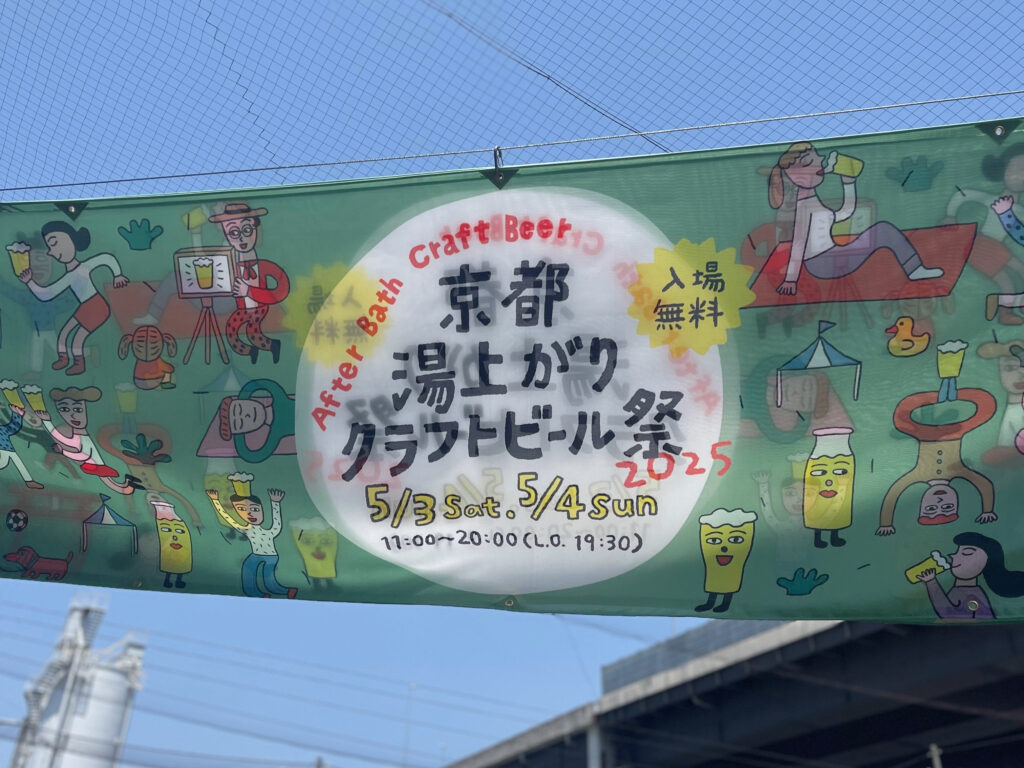 After Bath Craft Beer
京都
湯上がり
クラフトビール祭
2025
5/3 Sat. 5/4 Sun
11:00~20:00 (L.O. 19:30)
入場
無料